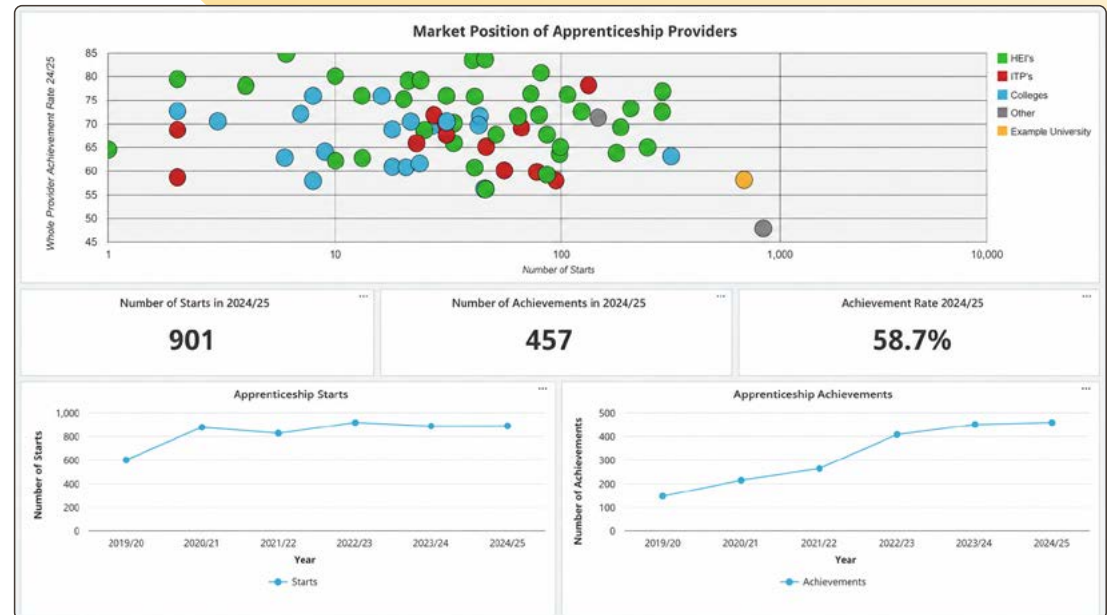 Market Position of Apprenticeship Providers
Whole Provider Achievement Rate 24/25
85
80
75
70
65
60
55
50
45
1
10
100
1,000
10,000
Number of Starts
HEI's
ITP's
Colleges
Other
Example University
Number of Starts in 2024/25
...
901
Number of Achievements in 2024/25
...
457
Achievement Rate 2024/25
...
58.7%
Apprenticeship Starts
...
Number of Starts
1,000
800
600
400
200
0
2019/20
2020/21
2021/22
2022/23
2023/24
2024/25
Year
Starts
Apprenticeship Achievements
...
Number of Achievements
500
400
300
200
100
0
2019/20
2020/21
2021/22
2022/23
2023/24
2024/25
Year
Achievements